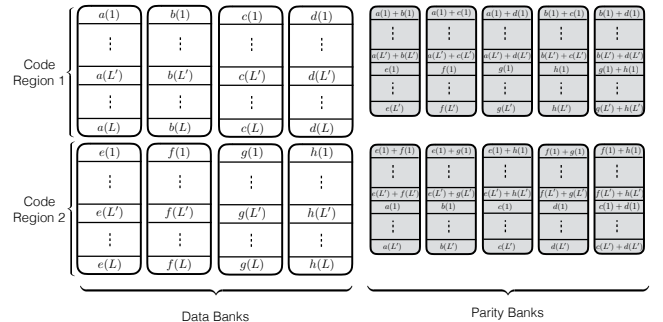 Code
Region 1
a(1) b(1) c(1) d(1)
a(L′) b(L′) c(L′) d(L′)
a(L) b(L) c(L) d(L)
a(1) + b(1) a(1) + c(1) a(1) + d(1) b(1) + c(1) b(1) + d(1)
a(L′) + b(L′) a(L′) + c(L′) a(L′) + d(L′) b(L′) + c(L′) b(L′) + d(L′)
e(1) f(1) g(1) h(1) g(1) + h(1)
e(L′) f(L′) g(L′) h(L′) g(L′) + h(L′)
Code
Region 2
e(1) f(1) g(1) h(1)
e(L′) f(L′) g(L′) h(L′)
e(L) f(L) g(L) h(L)
e(1) + f(1) e(1) + g(1) e(1) + h(1) f(1) + g(1) f(1) + h(1)
e(L′) + f(L′) e(L′) + g(L′) e(L′) + h(L′) f(L′) + g(L′) f(L′) + h(L′)
a(1) b(1) c(1) d(1) c(1) + d(1)
a(L′) b(L′) c(L′) d(L′) c(L′) + d(L′)
Data Banks
Parity Banks